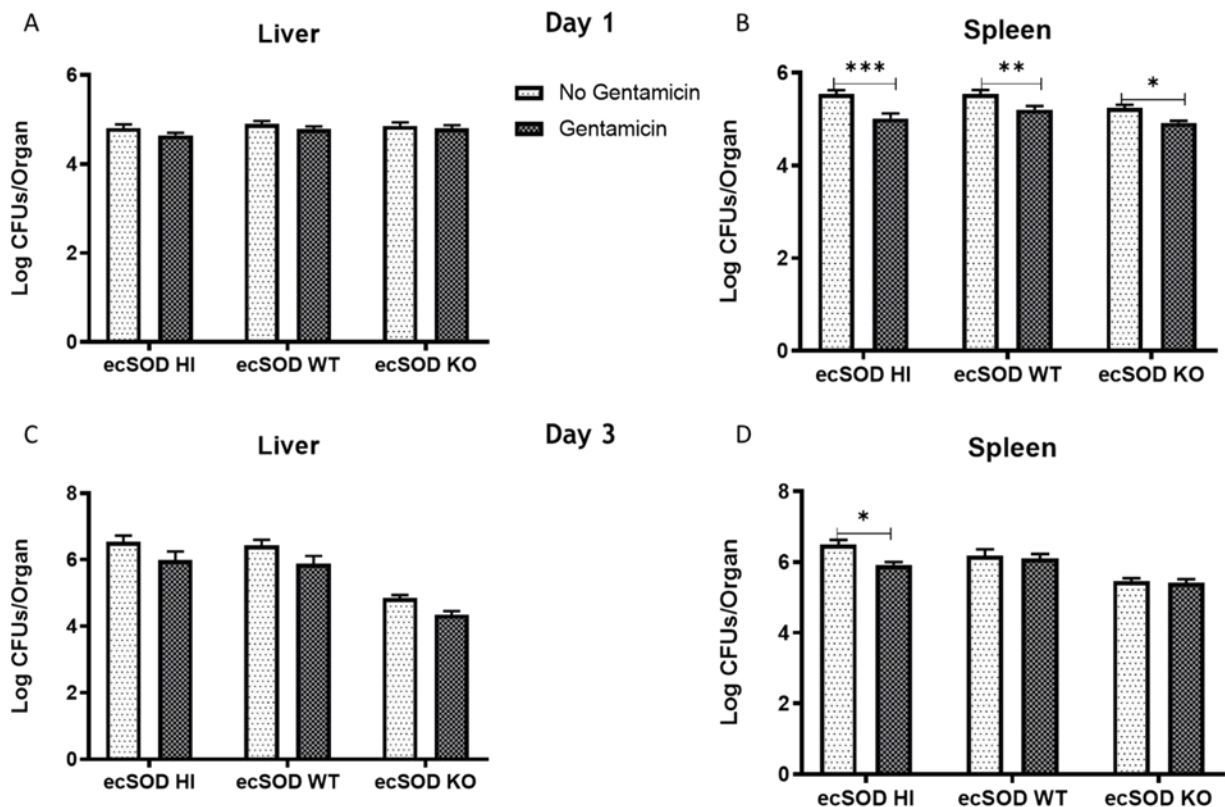 A
Liver
Day 1
B
Spleen
No Gentamicin
Gentamicin
Log CFUs/Organ
6
4
2
0
ecSOD HI
ecSOD WT
ecSOD KO
Log CFUs/Organ
6
4
2
0
***
**
*
ecSOD HI
ecSOD WT
ecSOD KO
C
Liver
Day 3
D
Spleen
Log CFUs/Organ
8
6
4
2
0
ecSOD HI
ecSOD WT
ecSOD KO
Log CFUs/Organ
8
6
4
2
0
*
ecSOD HI
ecSOD WT
ecSOD KO